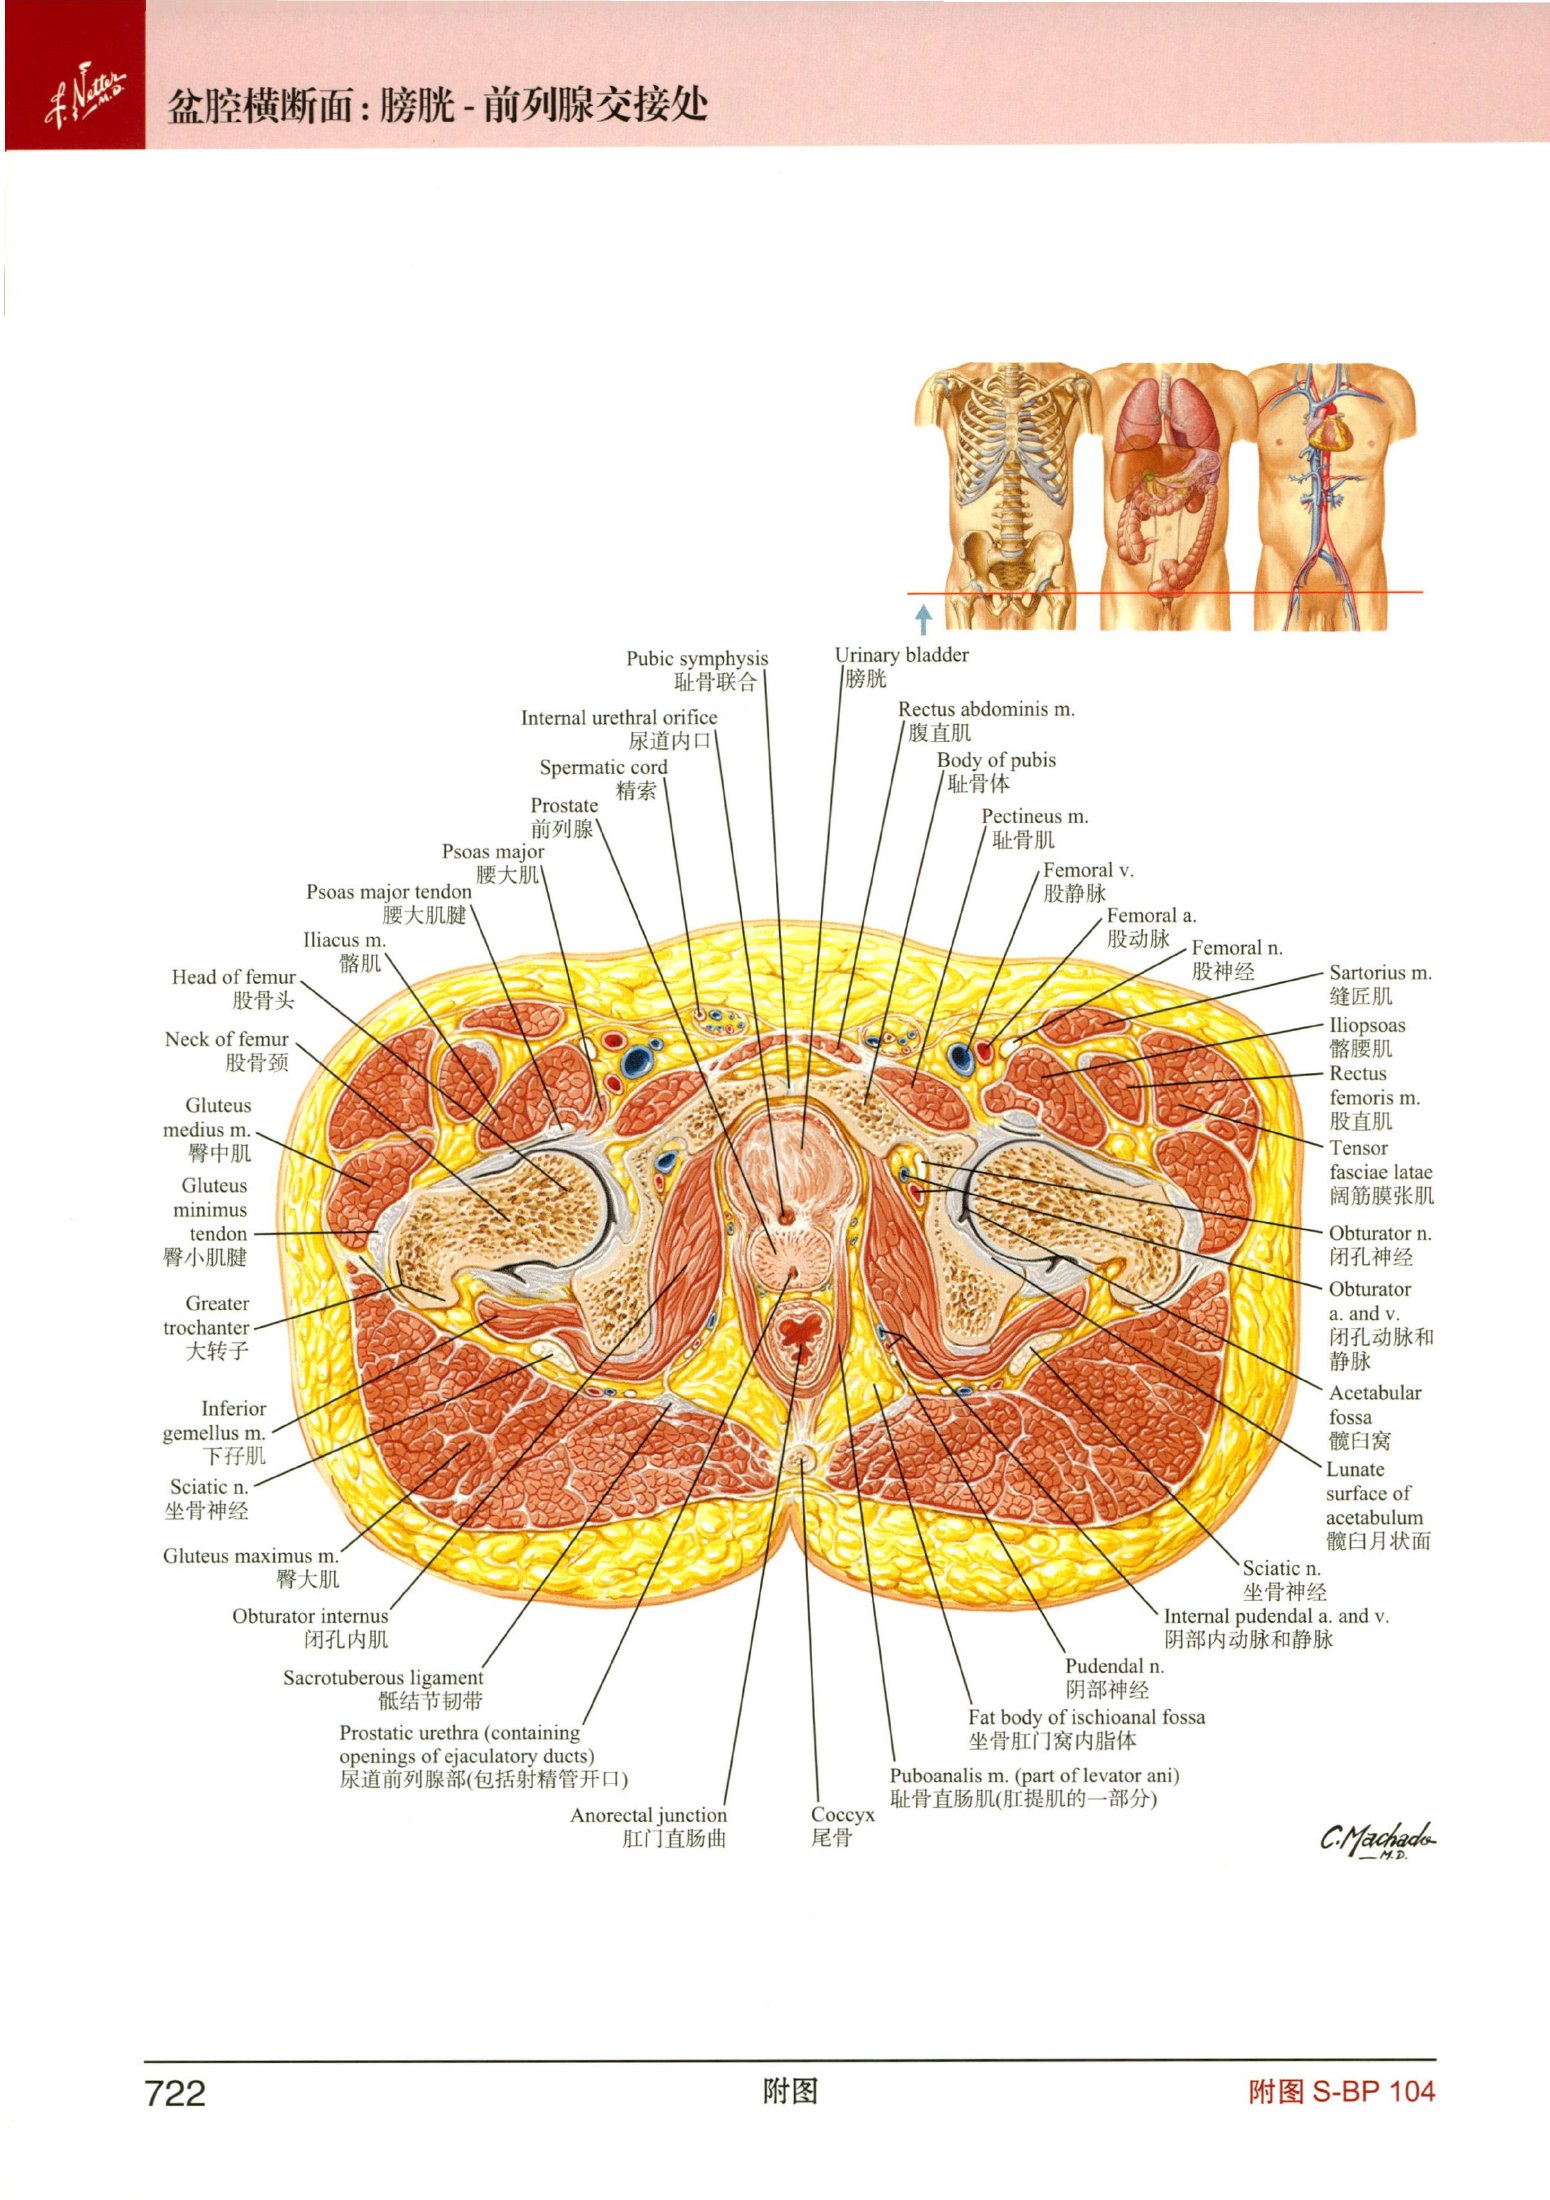 F. Netter
M.D.
盆腔横断面：膀胱 - 前列腺交接处
Pubic symphysis
耻骨联合
Urinary bladder
膀胱
Internal urethral orifice
尿道内口
Rectus abdominis m.
腹直肌
Spermatic cord
精索
Body of pubis
耻骨体
Prostate
前列腺
Pectineus m.
耻骨肌
Psoas major
腰大肌
Femoral v.
股静脉
Psoas major tendon
腰大肌腱
Femoral a.
股动脉
Iliacus m.
髂肌
Femoral n.
股神经
Head of femur
股骨头
Sartorius m.
缝匠肌
Neck of femur
股骨颈
Iliopsoas
髂腰肌
Rectus
femoris m.
股直肌
Gluteus
medius m.
臀中肌
Tensor
fasciae latae
阔筋膜张肌
Gluteus
minimus
tendon
臀小肌腱
Obturator n.
闭孔神经
Greater
trochanter
大转子
Obturator
a. and v.
闭孔动脉和
静脉
Inferior
gemellus m.
下孖肌
Acetabular
fossa
髋臼窝
Sciatic n.
坐骨神经
Lunate
surface of
acetabulum
髋臼月状面
Gluteus maximus m.
臀大肌
Sciatic n.
坐骨神经
Obturator internus
闭孔内肌
Internal pudendal a. and v.
阴部内动脉和静脉
Sacrotuberous ligament
骶结节韧带
Pudendal n.
阴部神经
Prostatic urethra (containing
openings of ejaculatory ducts)
尿道前列腺部(包括射精管开口)
Fat body of ischioanal fossa
坐骨肛门窝内脂体
Puboanalis m. (part of levator ani)
耻骨直肠肌(肛提肌的一部分)
Anorectal junction
肛门直肠曲
Coccyx
尾骨
C. Machado
M.D.
722
附图
附图 S-BP 104